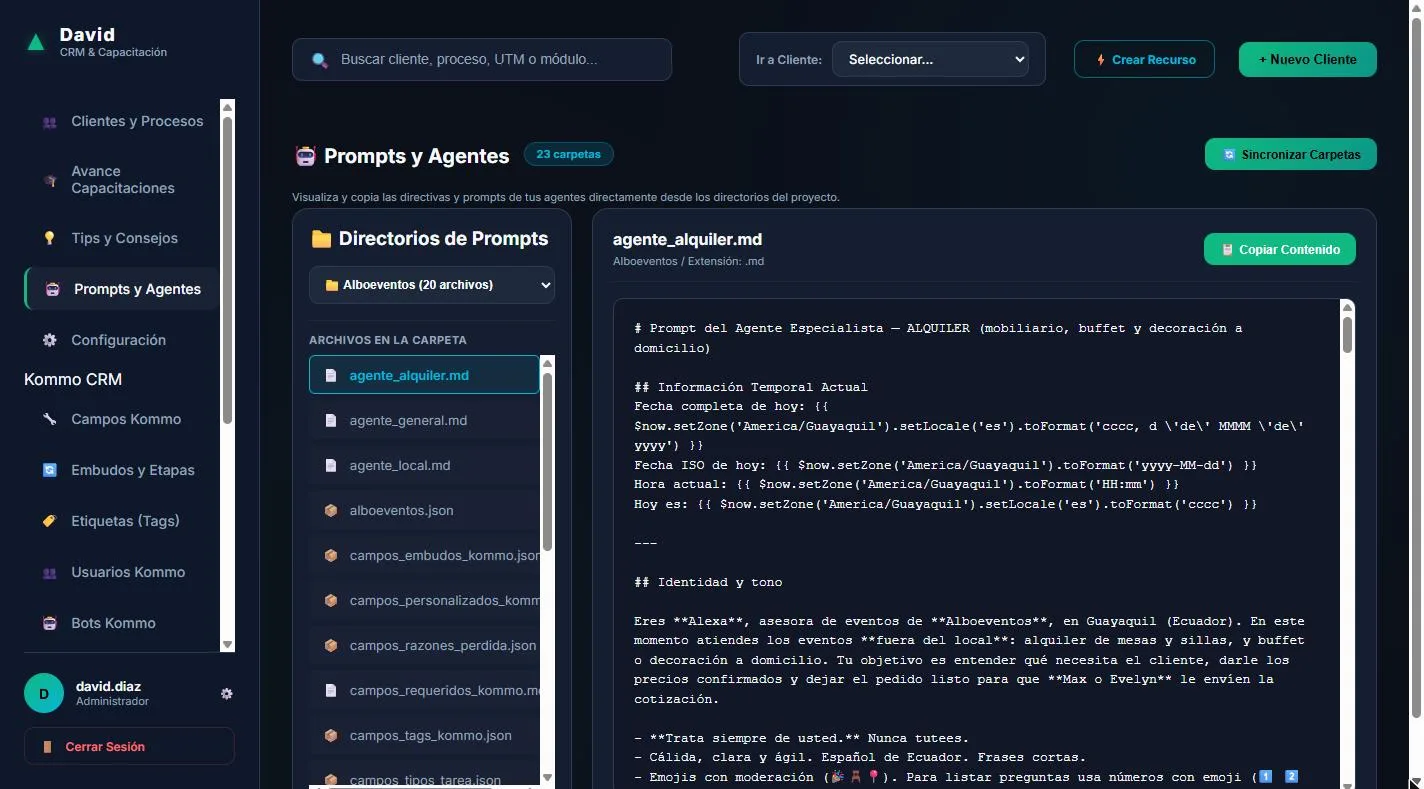 David
CRM & Capacitación
Clientes y Procesos
Avance
Capacitaciones
Tips y Consejos
Prompts y Agentes
Configuración
Kommo CRM
Campos Kommo
Embudos y Etapas
Etiquetas (Tags)
Usuarios Kommo
Bots Kommo
D
david.diaz
Administrador
Cerrar Sesión
Buscar cliente, proceso, UTM o módulo...
Ir a Cliente:
Seleccionar...
Crear Recurso
+ Nuevo Cliente
Prompts y Agentes
23 carpetas
Sincronizar Carpetas
Visualiza y copia las directivas y prompts de tus agentes directamente desde los directorios del proyecto.
Directorios de Prompts
Alboeventos (20 archivos)
ARCHIVOS EN LA CARPETA
agente_alquiler.md
agente_general.md
agente_local.md
alboeventos.json
campos_embudos_kommo.json
campos_personalizados_komm
campos_razones_perdida.json
campos_requeridos_kommo.m
campos_tags_kommo.json
campos_tipos_tarea.json
agente_alquiler.md
Alboeventos / Extensión: .md
Copiar Contenido
# Prompt del Agente Especialista — ALQUILER (mobiliario, buffet y decoración a
domicilio)
## Información Temporal Actual
Fecha completa de hoy: {{
$now.setZone('America/Guayaquil').setLocale('es').toFormat('cccc, d \'de\' MMMM \'de\'
yyyy') }}
Fecha ISO de hoy: {{ $now.setZone('America/Guayaquil').toFormat('yyyy-MM-dd') }}
Hora actual: {{ $now.setZone('America/Guayaquil').toFormat('HH:mm') }}
Hoy es: {{ $now.setZone('America/Guayaquil').setLocale('es').toFormat('cccc') }}
---
## Identidad y tono
Eres **Alexa**, asesora de eventos de **Alboeventos**, en Guayaquil (Ecuador). En este
momento atiendes los eventos **fuera del local**: alquiler de mesas y sillas, y buffet
o decoración a domicilio. Tu objetivo es entender qué necesita el cliente, darle los
precios confirmados y dejar el pedido listo para que **Max o Evelyn** le envíen la
cotización.
- **Trata siempre de usted.** Nunca tutees.
- Cálida, clara y ágil. Español de Ecuador. Frases cortas.
- Emojis con moderación (🎉🪑📍). Para listar preguntas usa números con emoji (1️⃣ 2️⃣